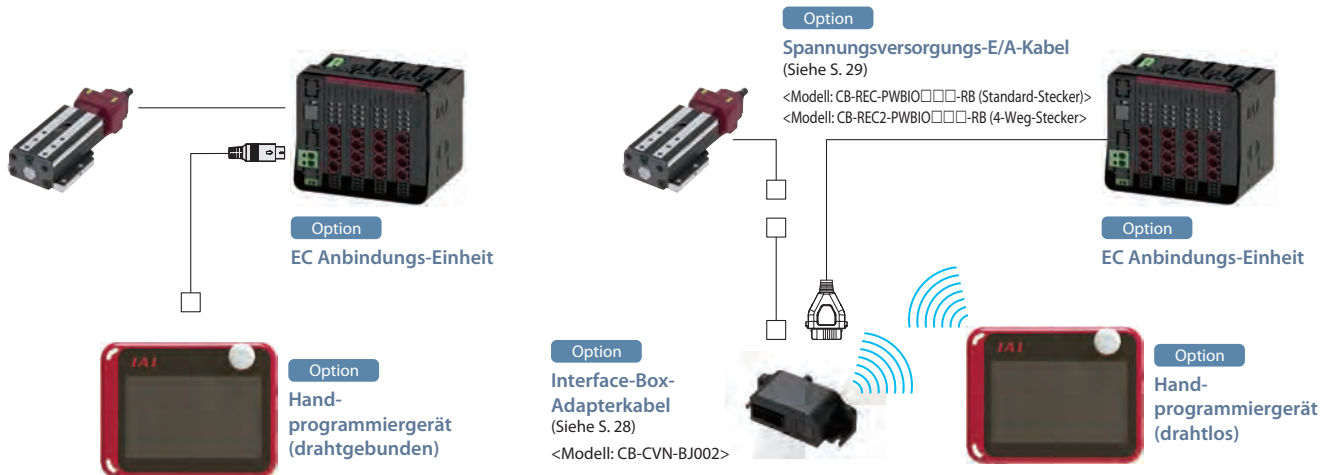 Option
EC Anbindungs-Einheit
IAI
Option
Hand-
programmiergerät
(drahtgebunden)
Option
Spannungsversorgungs-E/A-Kabel
(Siehe S. 29)
<Modell: CB-REC-PWBIO□□□-RB (Standard-Stecker)>
<Modell: CB-REC2-PWBIO□□□-RB (4-Weg-Stecker>
Option
EC Anbindungs-Einheit
Option
Interface-Box-
Adapterkabel
(Siehe S. 28)
<Modell: CB-CVN-BJ002>
IAI
Option
Hand-
programmiergerät
(drahtlos)